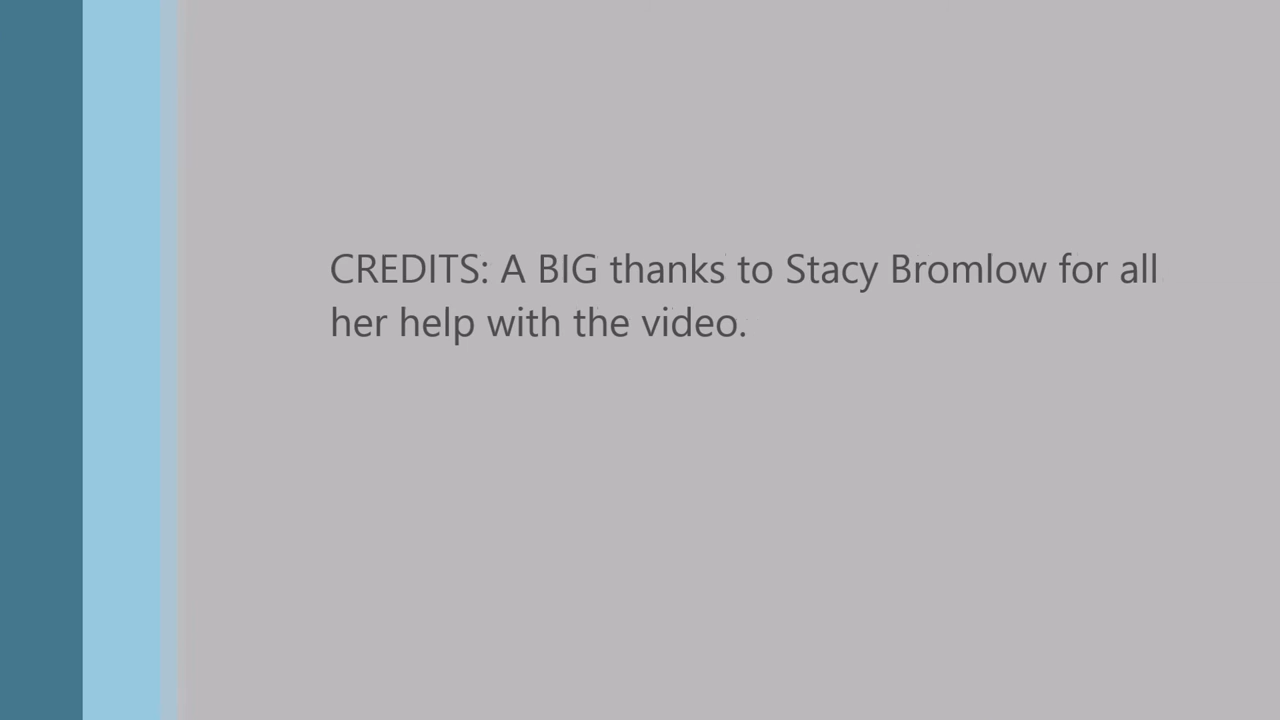 CREDITS: A BIG thanks to Stacy Bromlow for all
her help with the video.